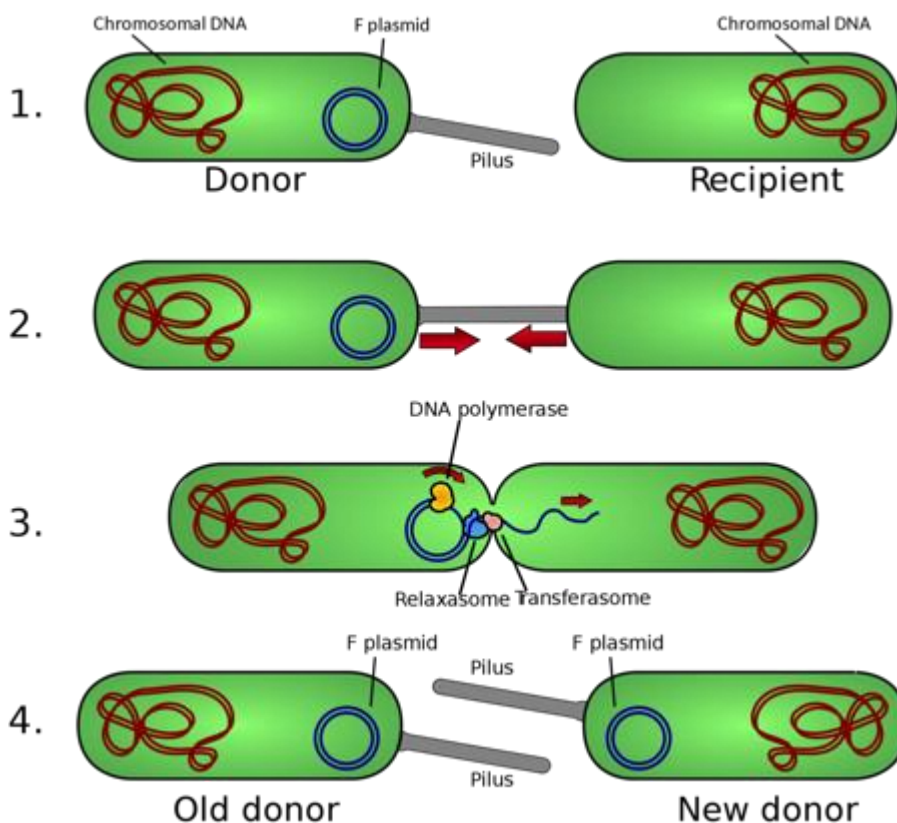 Chromosomal DNA
F plasmid
Chromosomal DNA
1.
Pilus
Donor
Recipient
2.
DNA polymerase
3.
Relaxasome
Transferasome
F plasmid
Pilus
F plasmid
4.
Pilus
Old donor
New donor